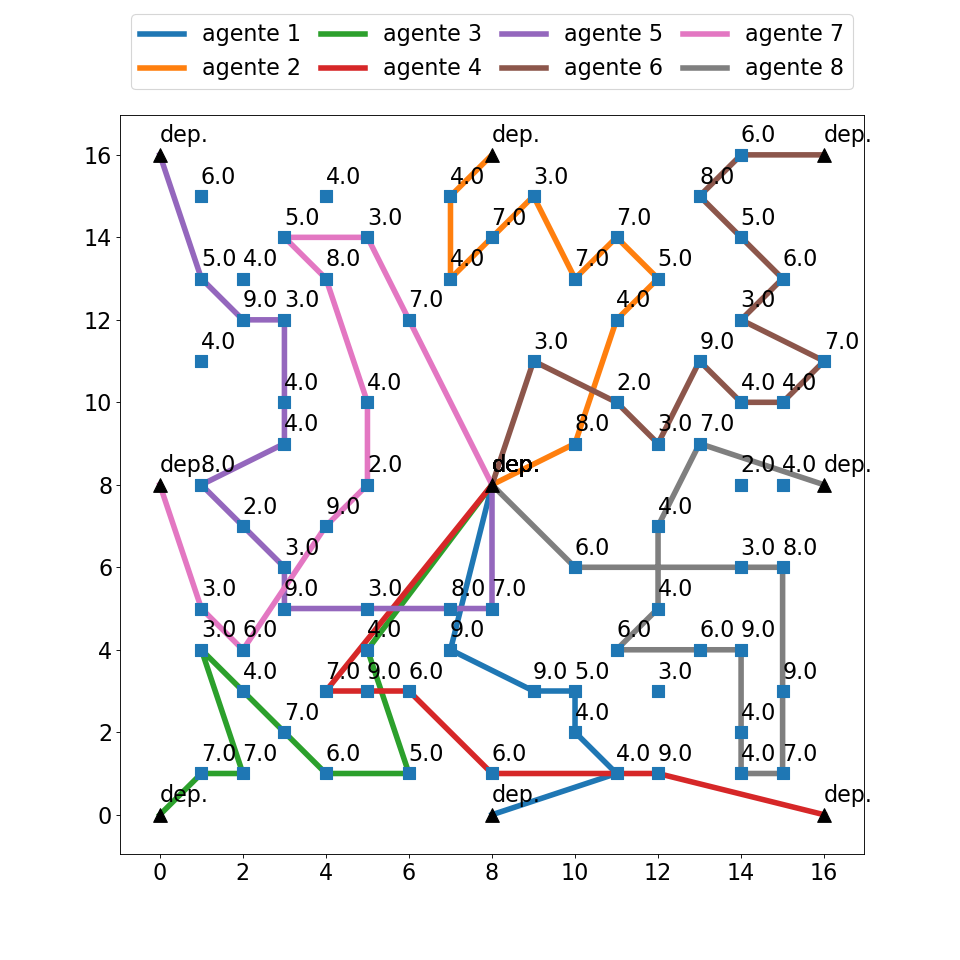 agente 1 agente 3 agente 5 agente 7
agente 2 agente 4 agente 6 agente 8
dep. dep. 6.0 dep.
16
6.0 4.0 4.0 3.0 8.0
5.0 3.0 7.0 7.0 5.0
14
5.0 4.0 8.0 4.0 7.0 5.0 6.0
9.0 3.0 7.0 4.0 3.0
12
4.0 3.0 9.0 7.0
4.0 4.0 2.0 4.0 4.0
10
4.0 8.0 3.0 7.0
dep. 8.0 2.0 dep. 2.0 4.0 dep.
8
2.0 9.0 4.0
3.0 6.0 3.0 8.0
6
3.0 9.0 3.0 8.0 7.0 4.0
3.0 6.0 4.0 9.0 6.0 6.0 9.0
4
4.0 7.0 9.0 6.0 9.0 5.0 3.0 9.0
7.0 4.0 4.0
2
7.0 7.0 6.0 5.0 6.0 4.0 9.0 4.0 7.0
dep. dep. dep.
0
0 2 4 6 8 10 12 14 16